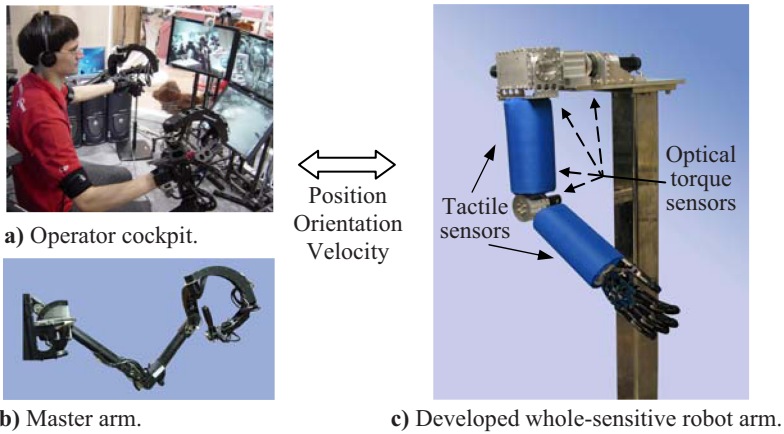 a) Operator cockpit.
Position
Orientation
Velocity
b) Master arm.
Tactile
sensors
Optical
torque
sensors
c) Developed whole-sensitive robot arm.